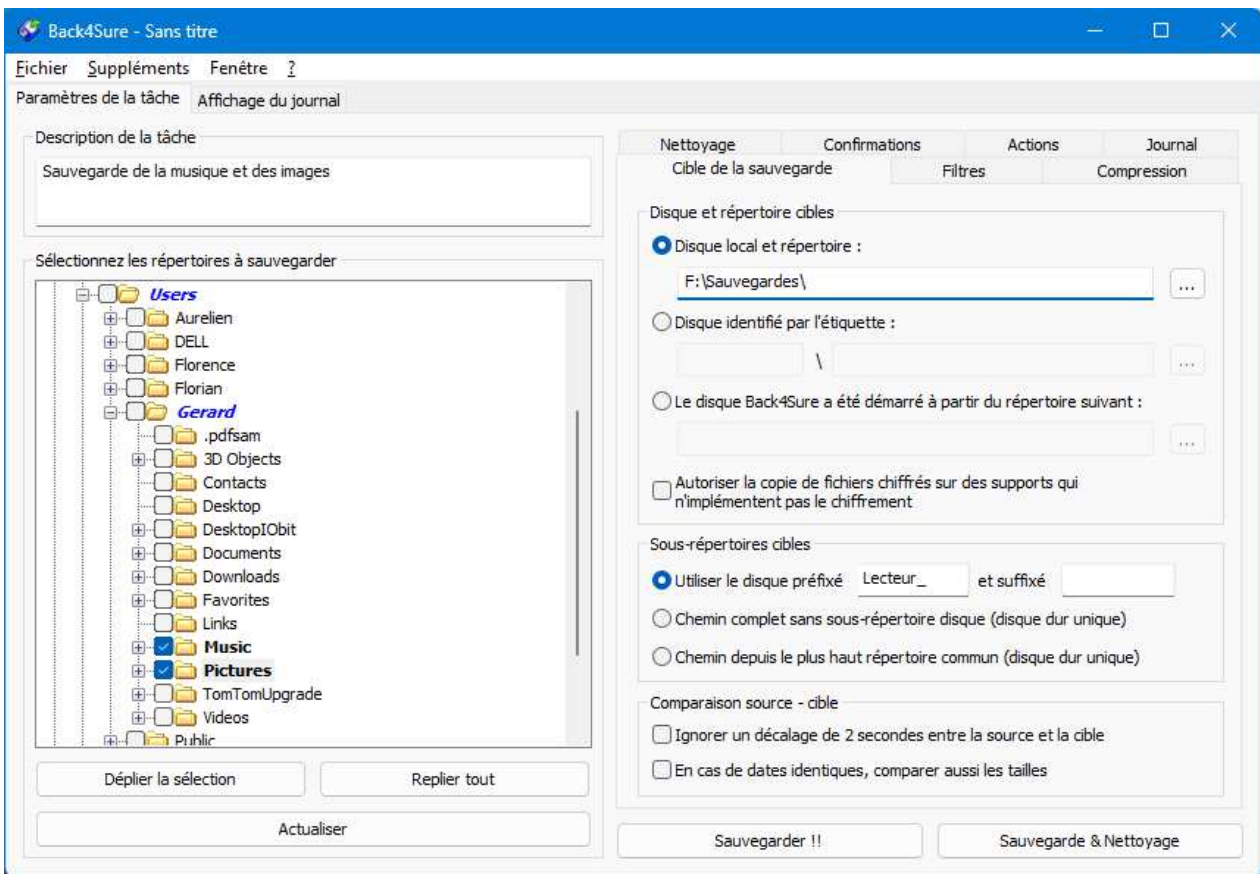 Back4Sure - Sans titre
Fichier Suppléments Fenêtre ?
Paramètres de la tâche Affichage du journal
Description de la tâche
Sauvegarde de la musique et des images
Sélectionnez les répertoires à sauvegarder
Users
Aurelien
DELL
Florence
Florian
Gerard
.pdfsam
3D Objects
Contacts
Desktop
DesktopIObit
Documents
Downloads
Favorites
Links
Music
Pictures
TomTomUpgrade
Videos
Public
Déplier la sélection Replier tout
Actualiser
Nettoyage Confirmations Actions Journal
Cible de la sauvegarde Filtres Compression
Disque et répertoire cibles
Disque local et répertoire :
F:\Sauvegardes\ ...
Disque identifié par l'étiquette :
\ ...
Le disque Back4Sure a été démarré à partir du répertoire suivant :
...
Autoriser la copie de fichiers chiffrés sur des supports qui
n'implémentent pas le chiffrement
Sous-répertoires cibles
Utiliser le disque préfixé Lecteur_ et suffixé
Chemin complet sans sous-répertoire disque (disque dur unique)
Chemin depuis le plus haut répertoire commun (disque dur unique)
Comparaison source - cible
Ignorer un décalage de 2 secondes entre la source et la cible
En cas de dates identiques, comparer aussi les tailles
Sauvegarder !! Sauvegarde & Nettoyage